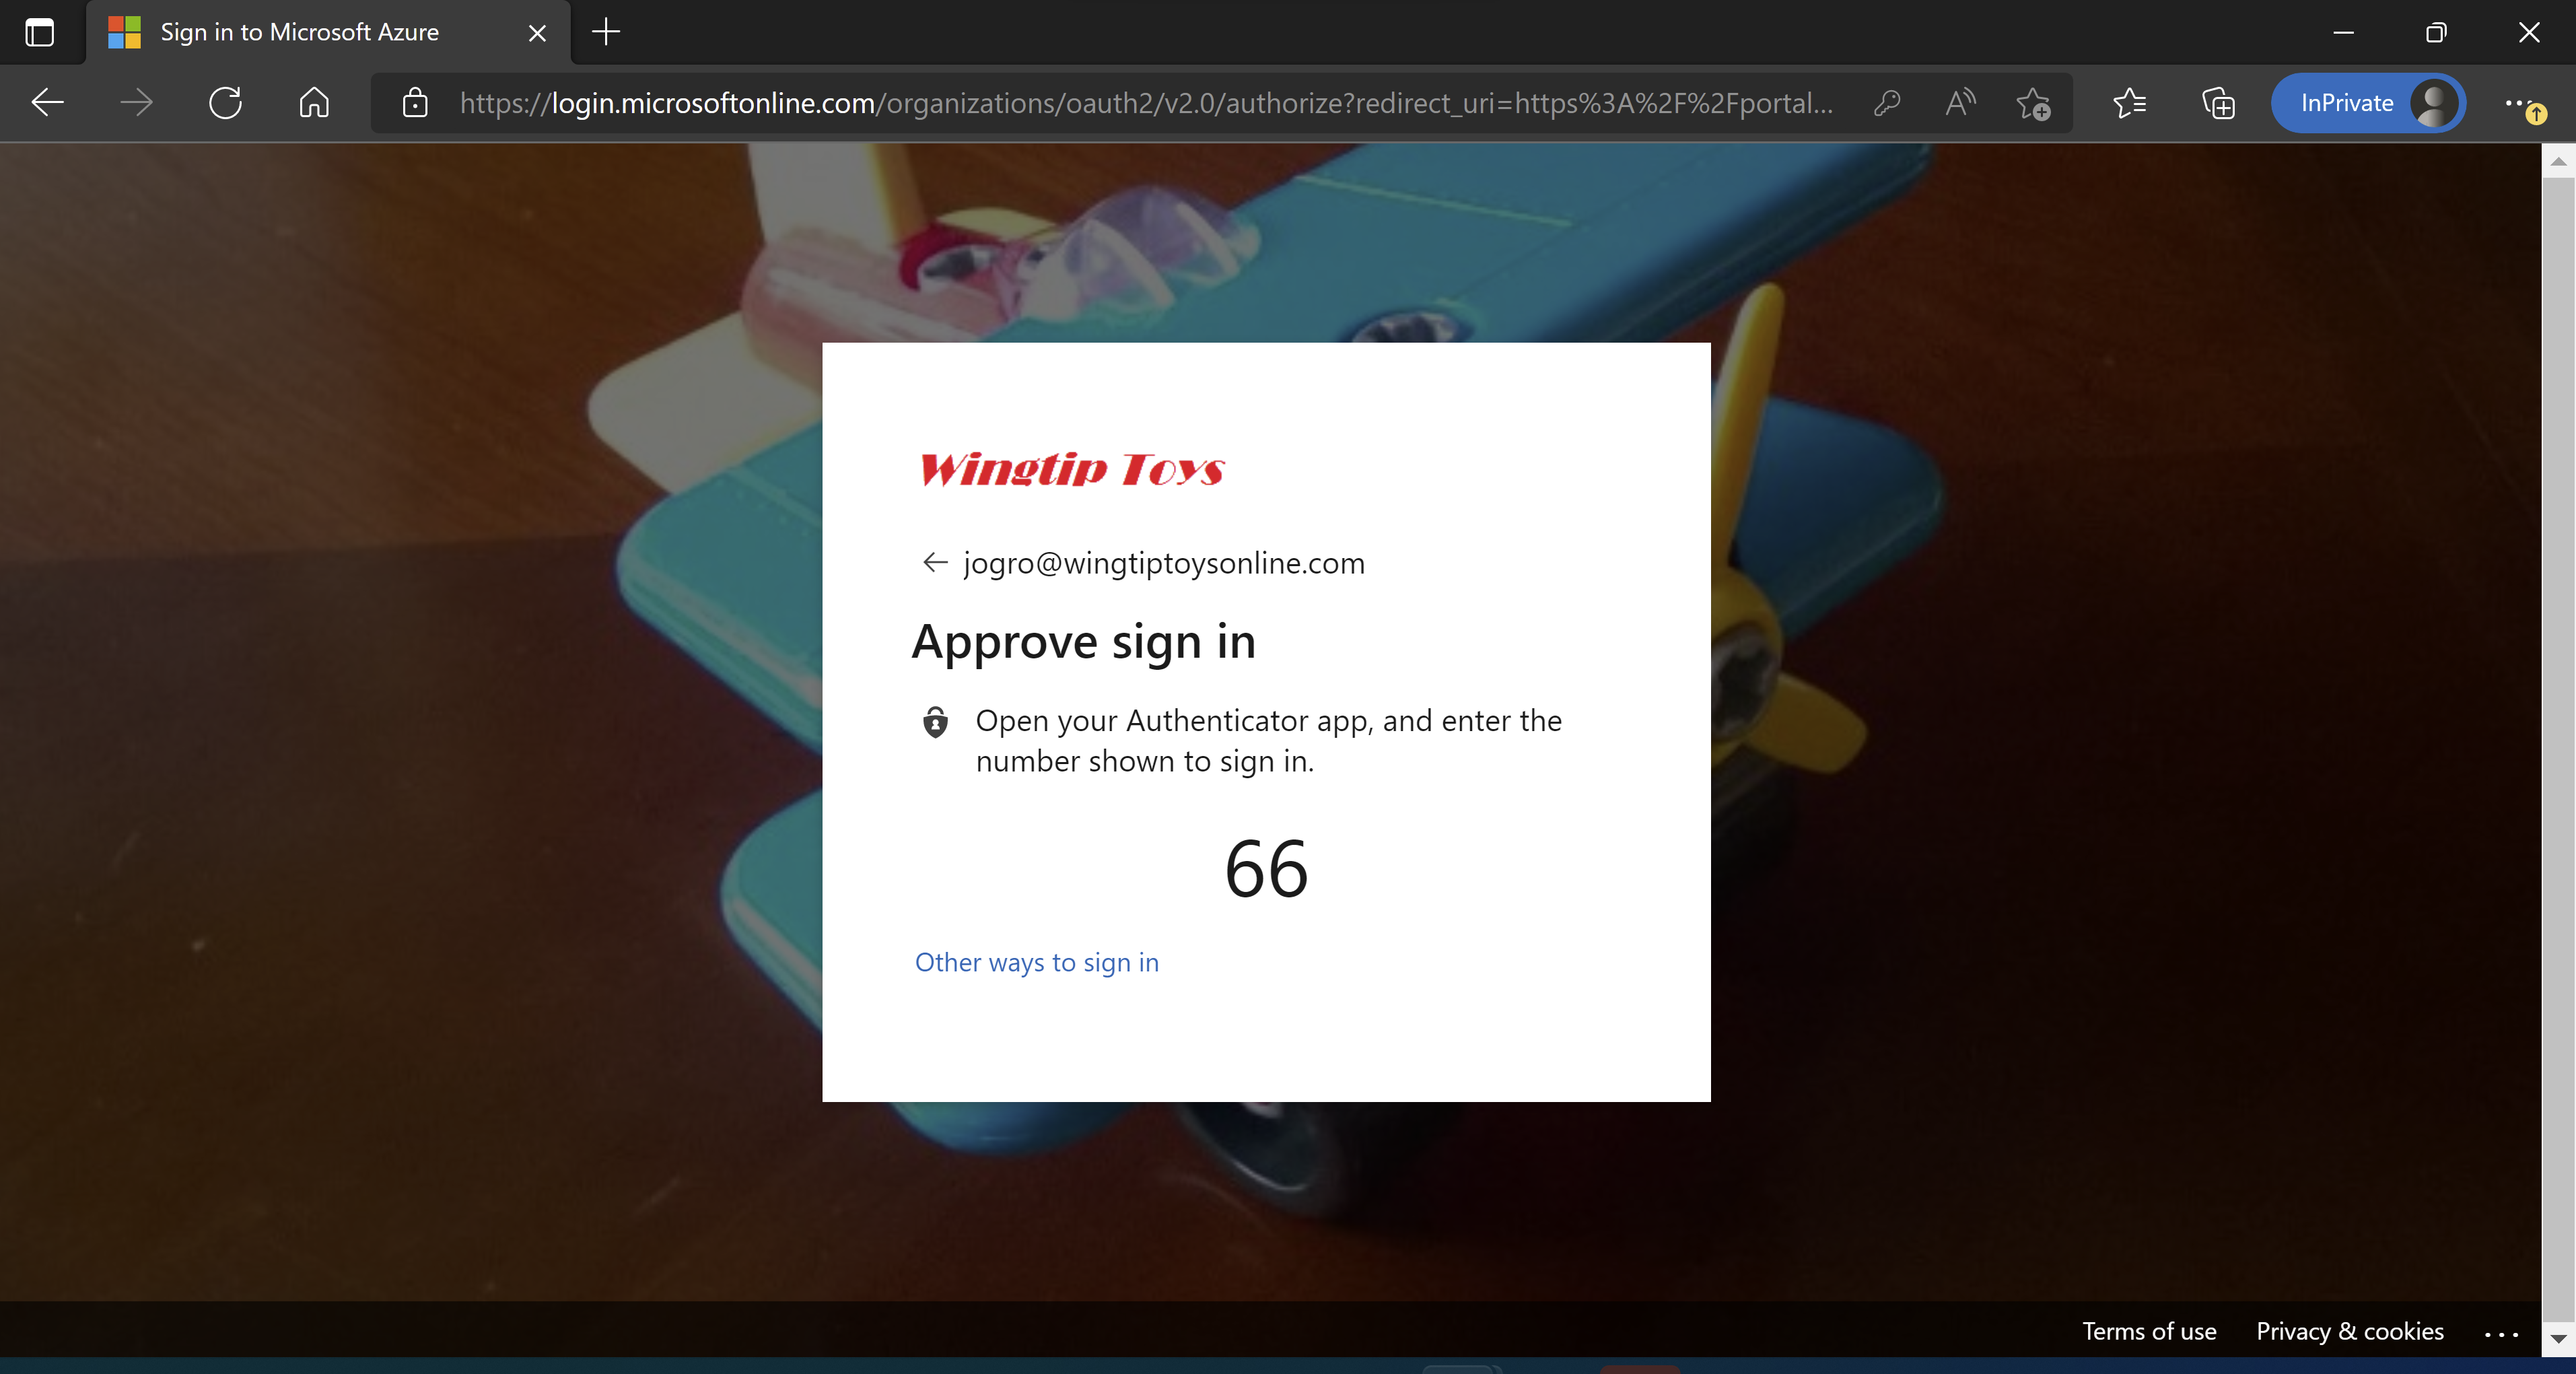 Sign in to Microsoft Azure
https://login.microsoftonline.com/organizations/oauth2/v2.0/authorize?redirect_uri=https%3A%2F%2Fportal...
InPrivate
Wingtip Toys
jogro@wingtiptoysonline.com
Approve sign in
Open your Authenticator app, and enter the
number shown to sign in.
66
Other ways to sign in
Terms of use Privacy & cookies ...